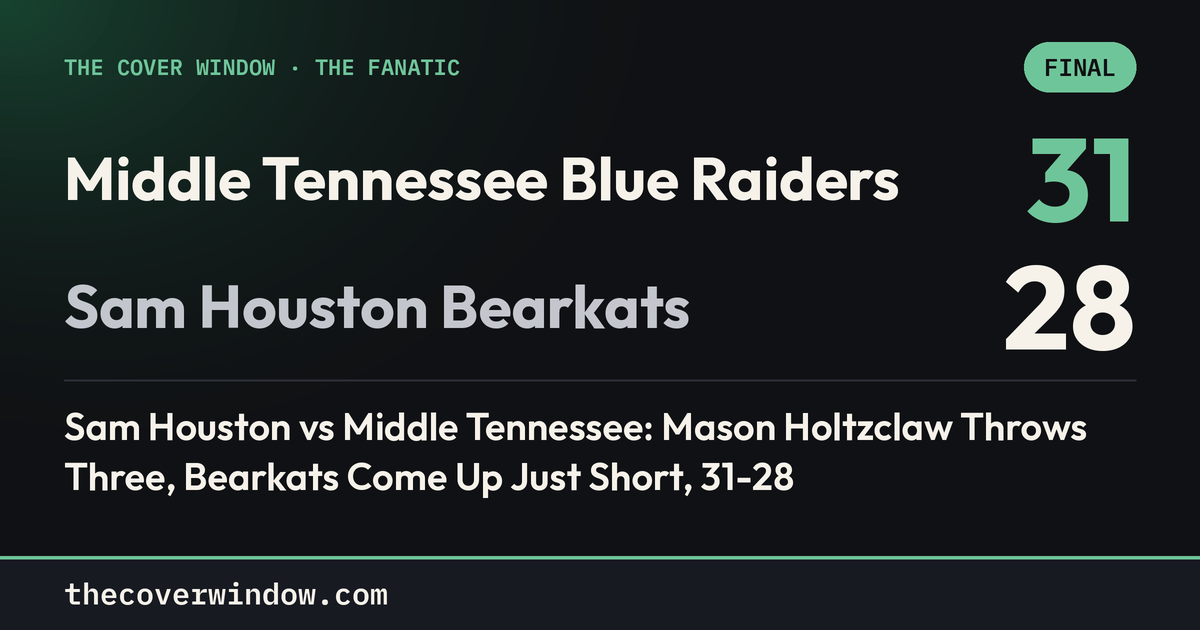 THE COVER WINDOW · THE FANATIC
FINAL
Middle Tennessee Blue Raiders 31
Sam Houston Bearkats 28
Sam Houston vs Middle Tennessee: Mason Holtzclaw Throws
Three, Bearkats Come Up Just Short, 31-28
thecoverwindow.com